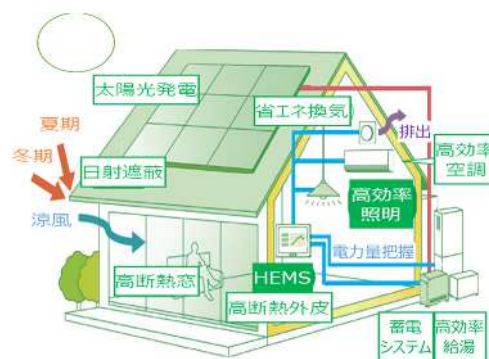 太陽光発電
省エネ換気
排出
夏期
冬期
日射遮蔽
高効率
空調
高効率
照明
涼風
電力量把握
高断熱窓
HEMS
高断熱外皮
蓄電
システム
高効率
給湯